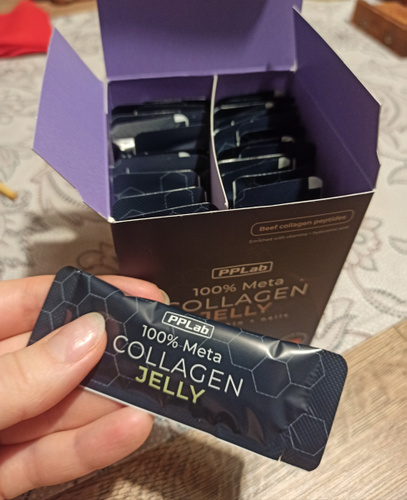 Beef collagen peptides
PPLab
100% Meta
COLLAGEN
JELLY
PPLab
100% Meta
COLLAGEN
JELLY